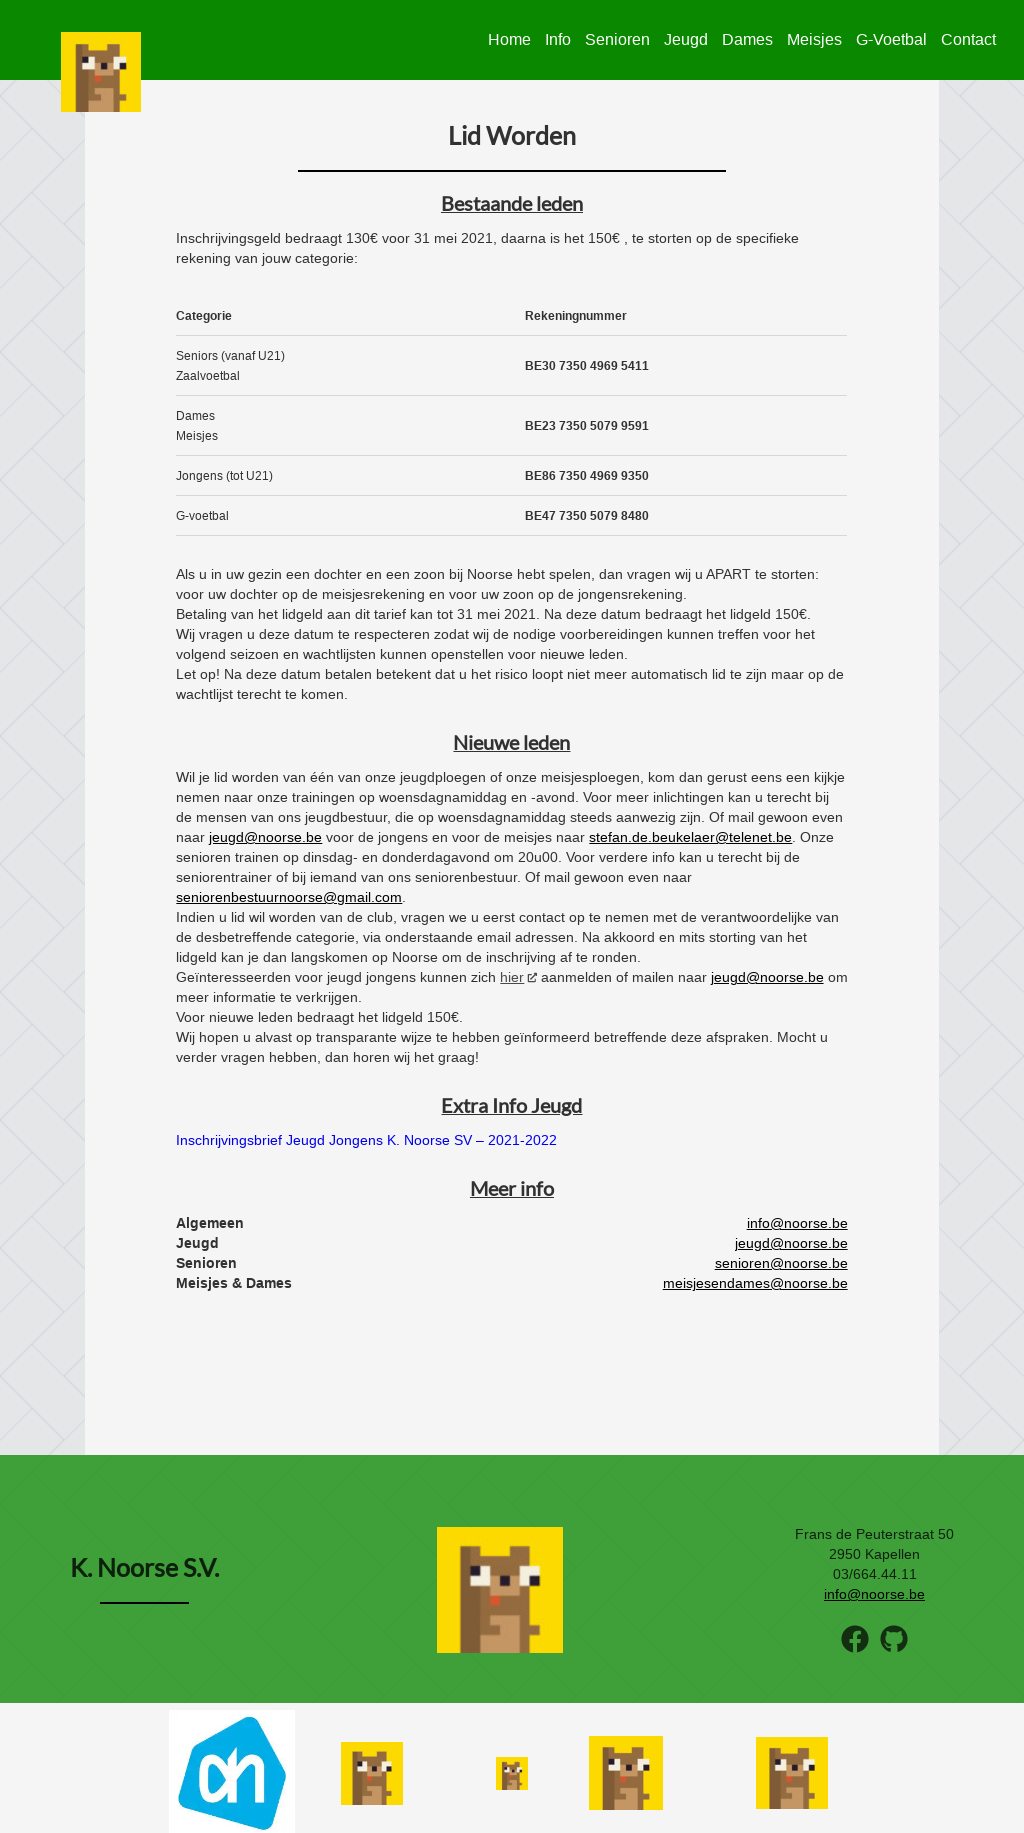 Home Info Senioren Jeugd Dames Meisjes G-Voetbal Contact
Lid Worden
Bestaande leden
Inschrijvingsgeld bedraagt 130€ voor 31 mei 2021, daarna is het 150€ , te storten op de specifieke
rekening van jouw categorie:
Categorie Rekeningnummer
Seniors (vanaf U21)
Zaalvoetbal
BE30 7350 4969 5411
Dames
Meisjes
BE23 7350 5079 9591
Jongens (tot U21) BE86 7350 4969 9350
G-voetbal BE47 7350 5079 8480
Als u in uw gezin een dochter en een zoon bij Noorse hebt spelen, dan vragen wij u APART te storten:
voor uw dochter op de meisjesrekening en voor uw zoon op de jongensrekening.
Betaling van het lidgeld aan dit tarief kan tot 31 mei 2021. Na deze datum bedraagt het lidgeld 150€.
Wij vragen u deze datum te respecteren zodat wij de nodige voorbereidingen kunnen treffen voor het
volgend seizoen en wachtlijsten kunnen openstellen voor nieuwe leden.
Let op! Na deze datum betalen betekent dat u het risico loopt niet meer automatisch lid te zijn maar op de
wachtlijst terecht te komen.
Nieuwe leden
Wil je lid worden van één van onze jeugdploegen of onze meisjesploegen, kom dan gerust eens een kijkje
nemen naar onze trainingen op woensdagnamiddag en -avond. Voor meer inlichtingen kan u terecht bij
de mensen van ons jeugdbestuur, die op woensdagnamiddag steeds aanwezig zijn. Of mail gewoon even
naar jeugd@noorse.be voor de jongens en voor de meisjes naar stefan.de.beukelaer@telenet.be. Onze
senioren trainen op dinsdag- en donderdagavond om 20u00. Voor verdere info kan u terecht bij de
seniorentrainer of bij iemand van ons seniorenbestuur. Of mail gewoon even naar
seniorenbestuurnoorse@gmail.com.
Indien u lid wil worden van de club, vragen we u eerst contact op te nemen met de verantwoordelijke van
de desbetreffende categorie, via onderstaande email adressen. Na akkoord en mits storting van het
lidgeld kan je dan langskomen op Noorse om de inschrijving af te ronden.
Geïnteresseerden voor jeugd jongens kunnen zich hier aanmelden of mailen naar jeugd@noorse.be om
meer informatie te verkrijgen.
Voor nieuwe leden bedraagt het lidgeld 150€.
Wij hopen u alvast op transparante wijze te hebben geïnformeerd betreffende deze afspraken. Mocht u
verder vragen hebben, dan horen wij het graag!
Extra Info Jeugd
Inschrijvingsbrief Jeugd Jongens K. Noorse SV – 2021-2022
Meer info
Algemeen info@noorse.be
Jeugd jeugd@noorse.be
Senioren senioren@noorse.be
Meisjes & Dames meisjesendames@noorse.be
K. Noorse S.V.
Frans de Peuterstraat 50
2950 Kapellen
03/664.44.11
info@noorse.be
ah